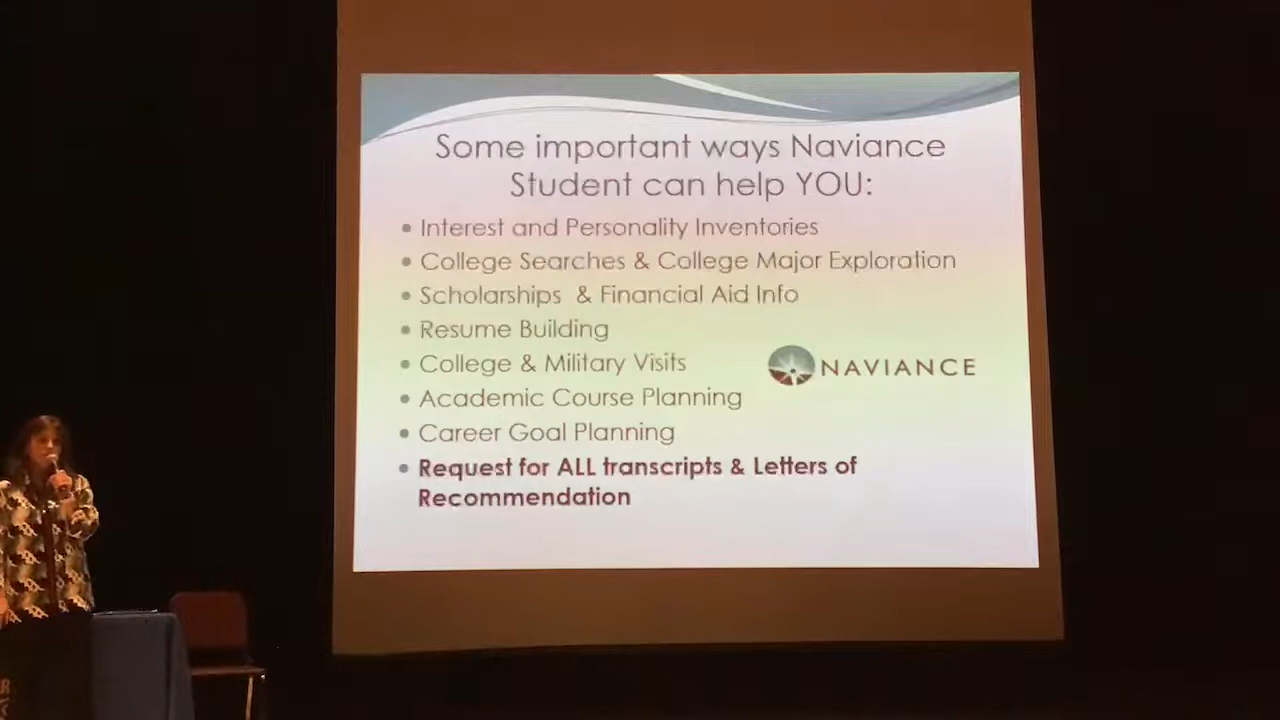 Some important ways Naviance
Student can help YOU:
• Interest and Personality Inventories
• College Searches & College Major Exploration
• Scholarships & Financial Aid Info
• Resume Building
• College & Military Visits
NAVIANCE
• Academic Course Planning
• Career Goal Planning
• Request for ALL transcripts & Letters of
Recommendation